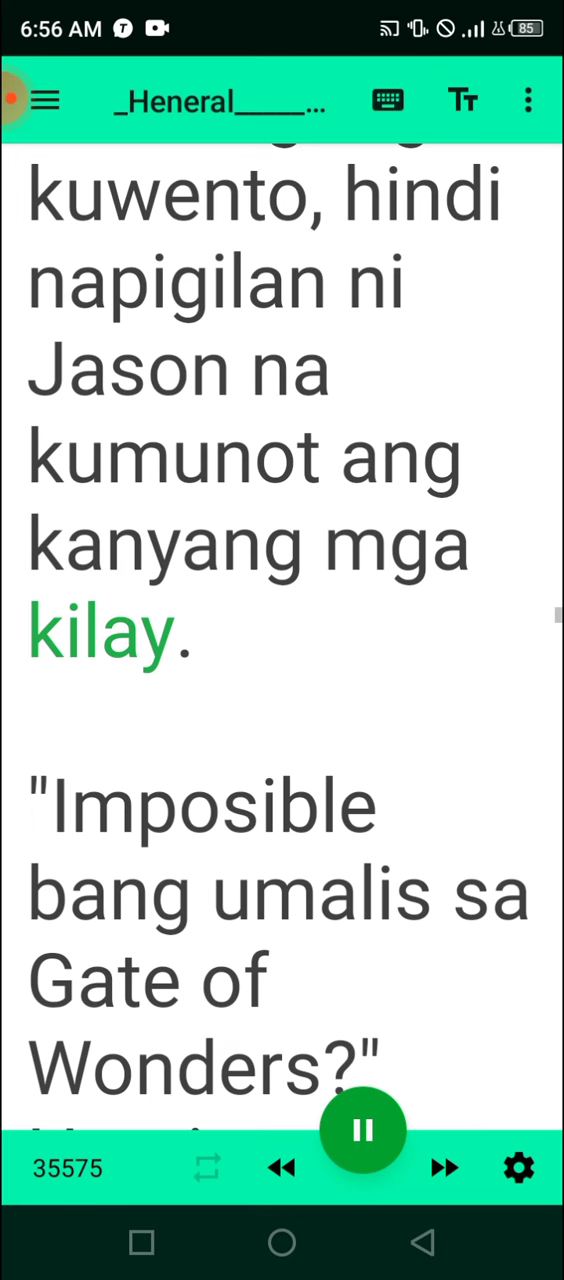 6:56 AM
85
_Heneral_____...
kuwento, hindi
napigilan ni
Jason na
kumunot ang
kanyang mga
kilay.
"Imposible
bang umalis sa
Gate of
Wonders?"
35575